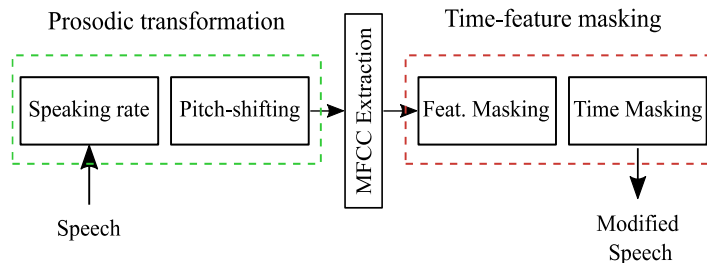 Prosodic transformation
Time-feature masking
Speaking rate
Pitch-shifting
MFCC Extraction
Feat. Masking
Time Masking
Speech
Modified
Speech